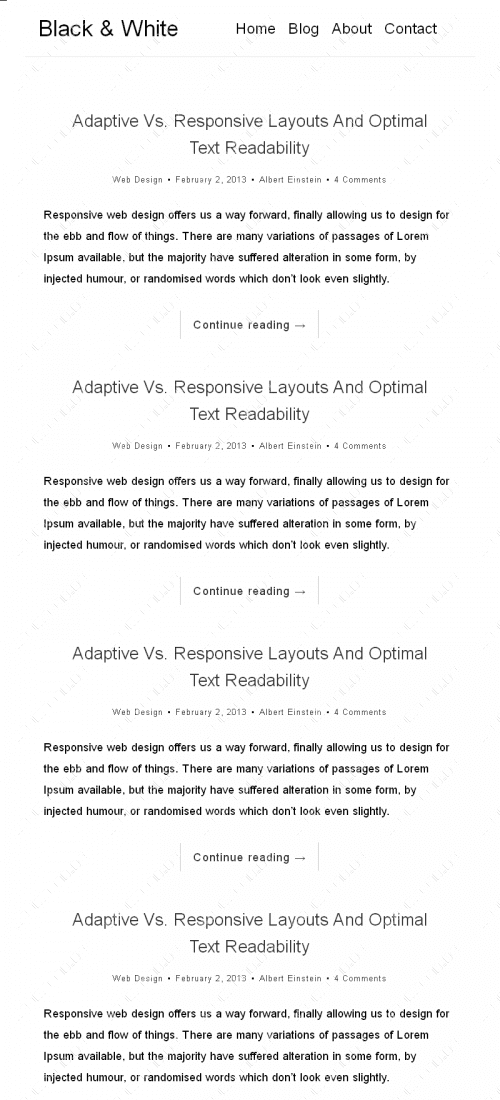 Black & White
Home Blog About Contact
Adaptive Vs. Responsive Layouts And Optimal
Text Readability
Web Design • February 2, 2013 • Albert Einstein • 4 Comments
Responsive web design offers us a way forward, finally allowing us to design for
the ebb and flow of things. There are many variations of passages of Lorem
Ipsum available, but the majority have suffered alteration in some form, by
injected humour, or randomised words which don't look even slightly.
Continue reading →
Adaptive Vs. Responsive Layouts And Optimal
Text Readability
Web Design • February 2, 2013 • Albert Einstein • 4 Comments
Responsive web design offers us a way forward, finally allowing us to design for
the ebb and flow of things. There are many variations of passages of Lorem
Ipsum available, but the majority have suffered alteration in some form, by
injected humour, or randomised words which don't look even slightly.
Continue reading →
Adaptive Vs. Responsive Layouts And Optimal
Text Readability
Web Design • February 2, 2013 • Albert Einstein • 4 Comments
Responsive web design offers us a way forward, finally allowing us to design for
the ebb and flow of things. There are many variations of passages of Lorem
Ipsum available, but the majority have suffered alteration in some form, by
injected humour, or randomised words which don't look even slightly.
Continue reading →
Adaptive Vs. Responsive Layouts And Optimal
Text Readability
Web Design • February 2, 2013 • Albert Einstein • 4 Comments
Responsive web design offers us a way forward, finally allowing us to design for
the ebb and flow of things. There are many variations of passages of Lorem
Ipsum available, but the majority have suffered alteration in some form, by
injected humour, or randomised words which don't look even slightly.